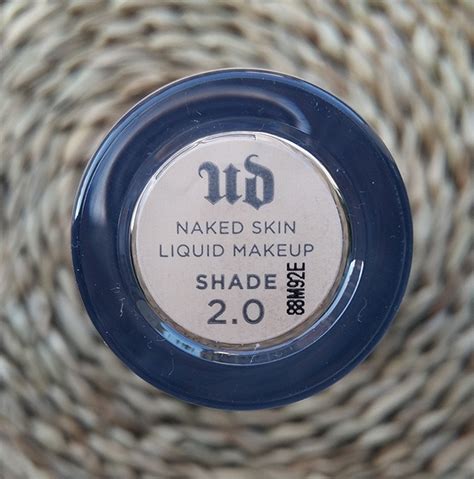 UD
NAKED SKIN
LIQUID MAKEUP
SHADE
2.0
88M92E